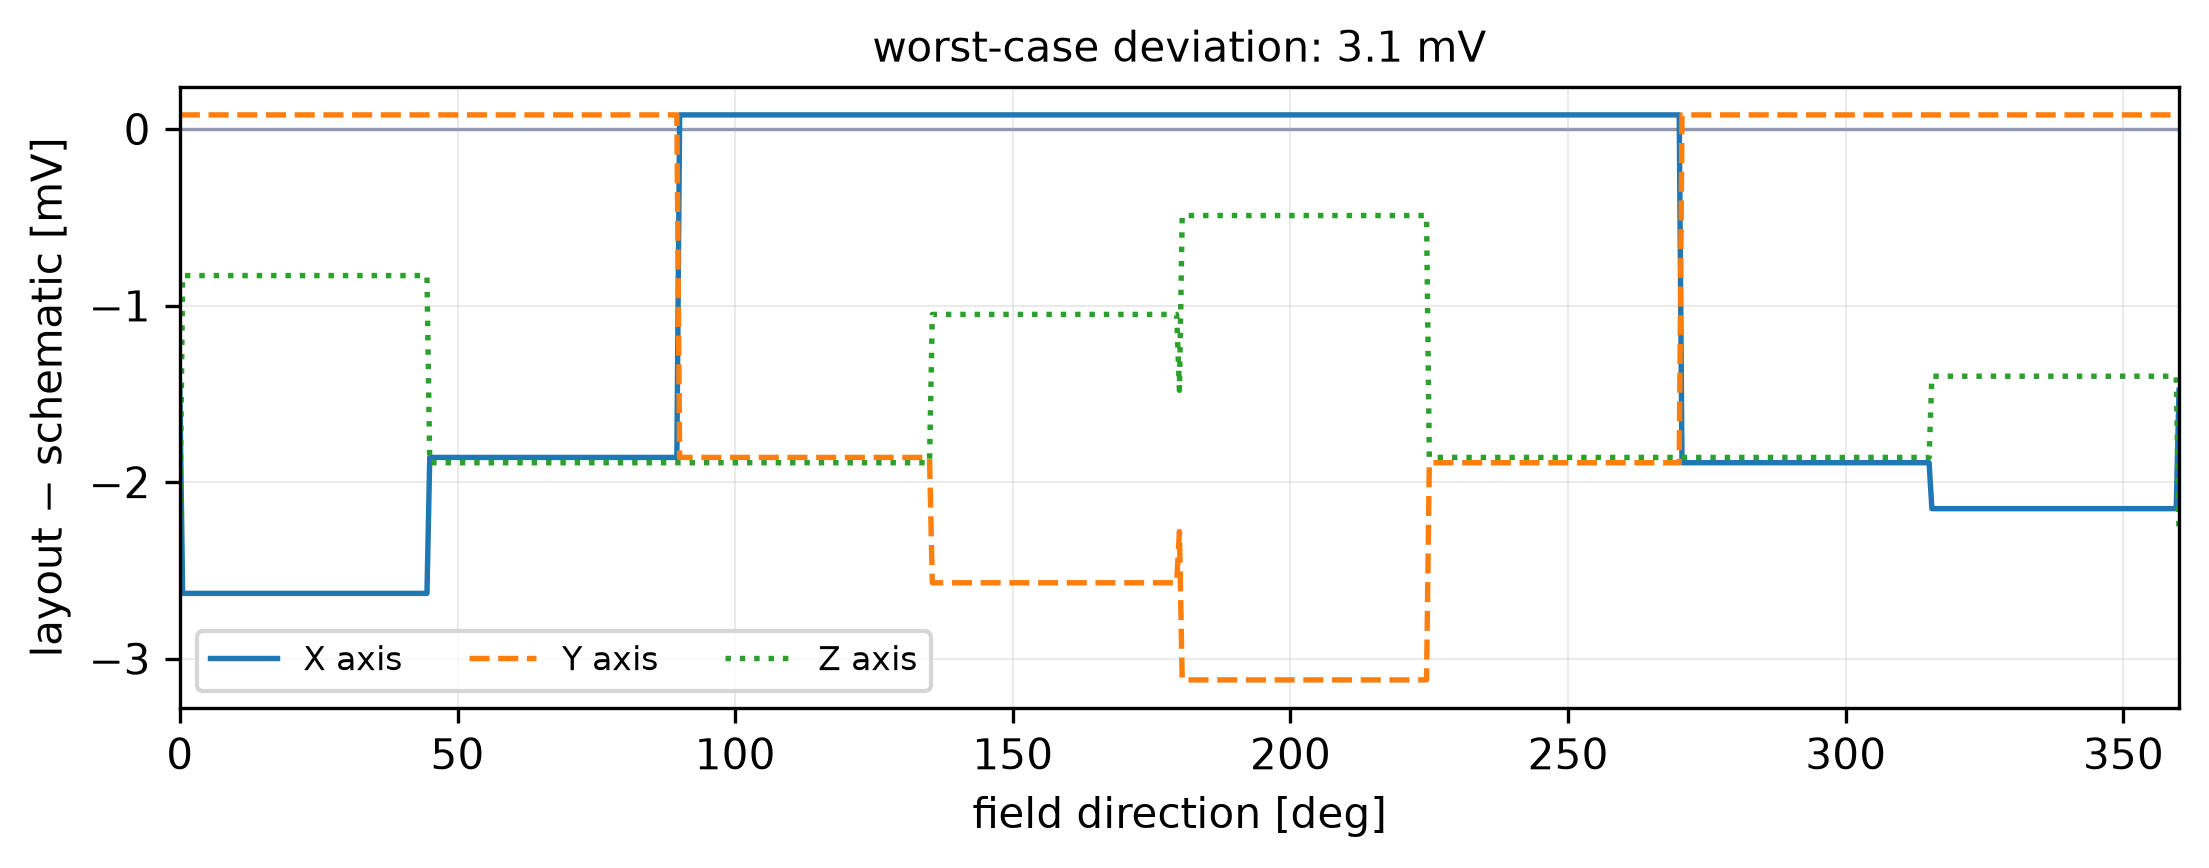 worst-case deviation: 3.1 mV
layout − schematic [mV]
0
−1
−2
−3
X axis Y axis Z axis
0 50 100 150 200 250 300 350
field direction [deg]